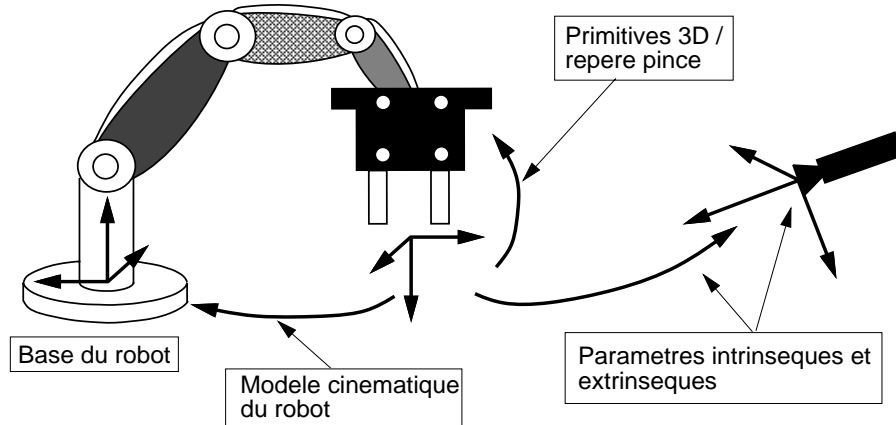 Primitives 3D /
repere pince
Base du robot
Modele cinematique
du robot
Parametres intrinseques et
extrinseques